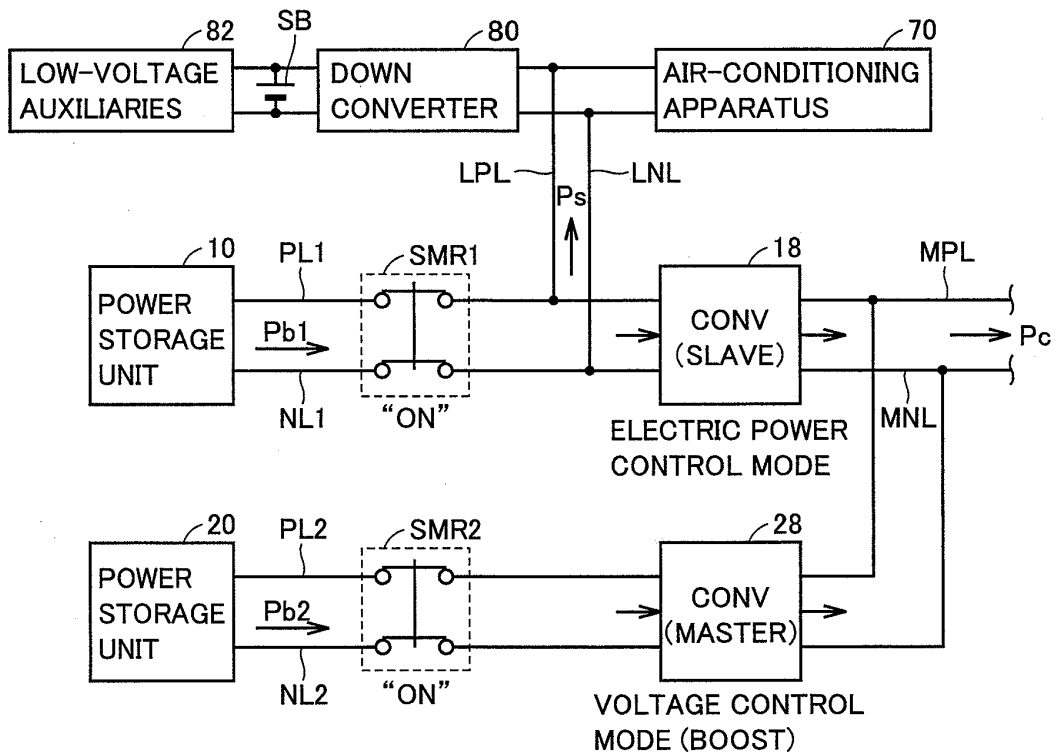 82
SB
80
70
LOW-VOLTAGE
AUXILIARIES
DOWN
CONVERTER
AIR-CONDITIONING
APPARATUS
LPL
LNL
Ps
10
PL1
SMR1
18
MPL
POWER
STORAGE
UNIT
Pb1
CONV
(SLAVE)
Pc
NL1
"ON"
MNL
ELECTRIC POWER
CONTROL MODE
20
PL2
SMR2
28
POWER
STORAGE
UNIT
Pb2
CONV
(MASTER)
NL2
"ON"
VOLTAGE CONTROL
MODE (BOOST)